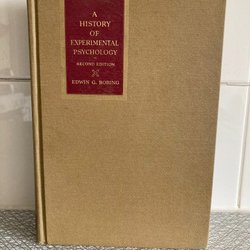 A
HISTORY
OF
EXPERIMENTAL
PSYCHOLOGY
SECOND EDITION
EDWIN G. BORING